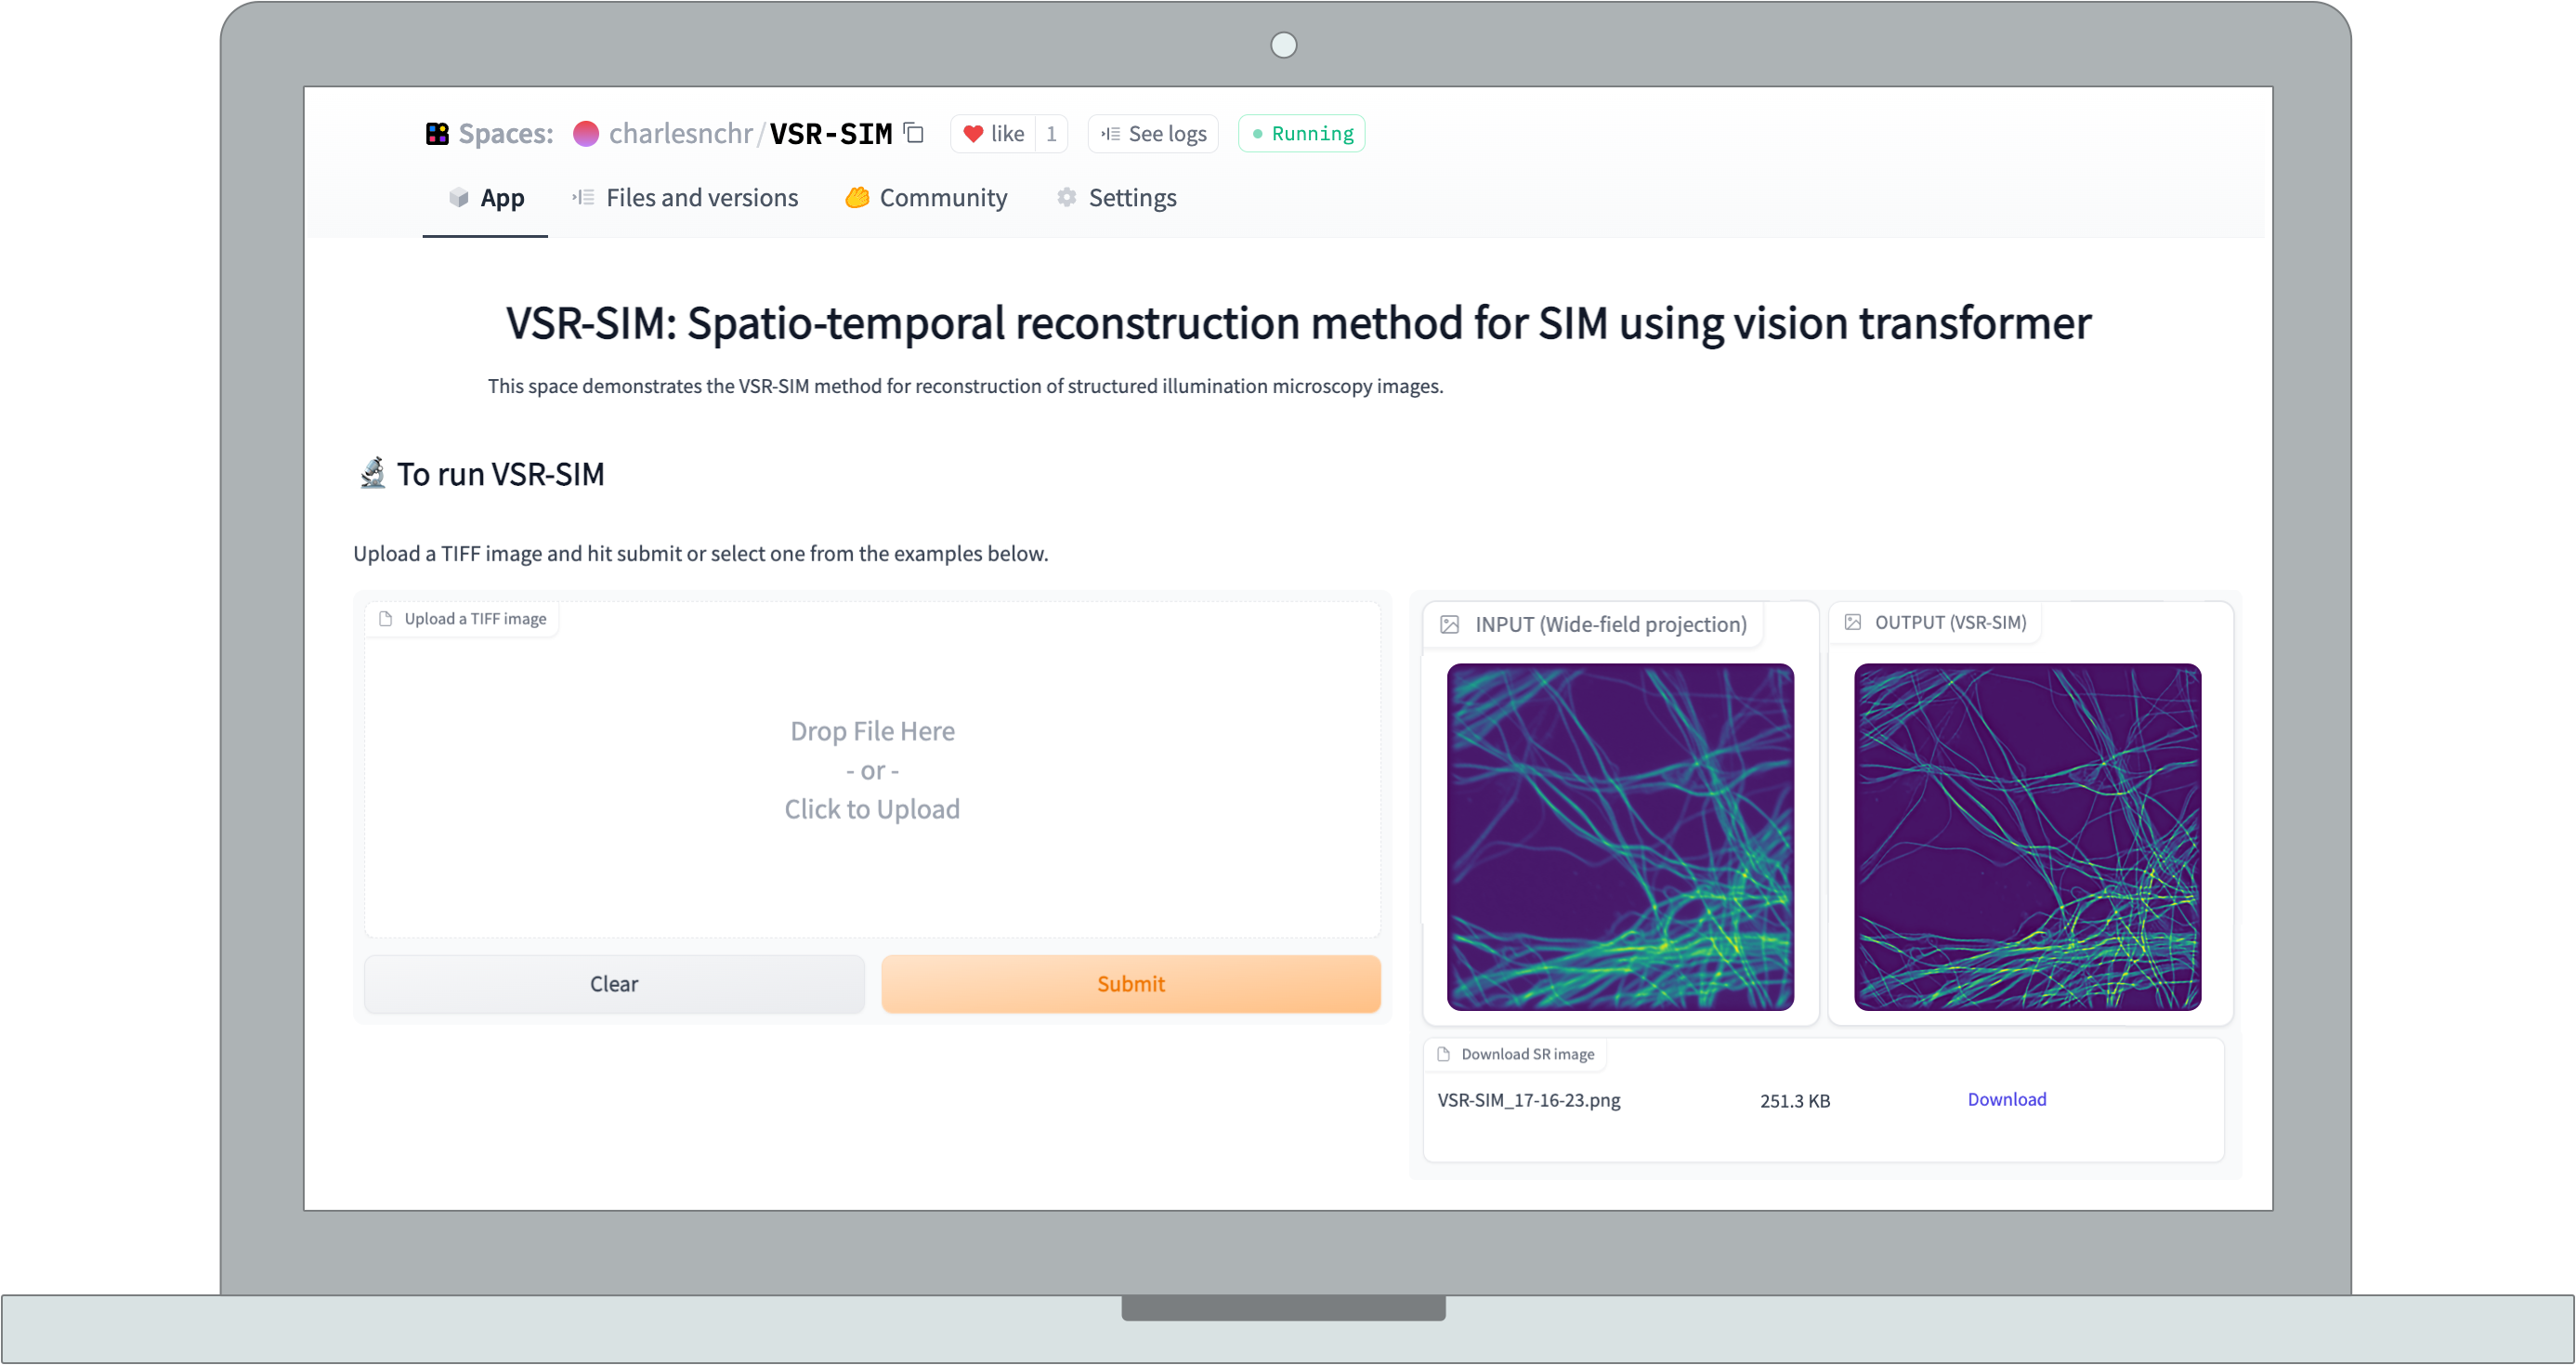 Spaces: charlesnchr/VSR-SIM like 1 See logs Running
App Files and versions Community Settings
VSR-SIM: Spatio-temporal reconstruction method for SIM using vision transformer
This space demonstrates the VSR-SIM method for reconstruction of structured illumination microscopy images.
To run VSR-SIM
Upload a TIFF image and hit submit or select one from the examples below.
Upload a TIFF image
Drop File Here
- or -
Click to Upload
Clear Submit
INPUT (Wide-field projection)
OUTPUT (VSR-SIM)
Download SR image
VSR-SIM_17-16-23.png 251.3 KB Download